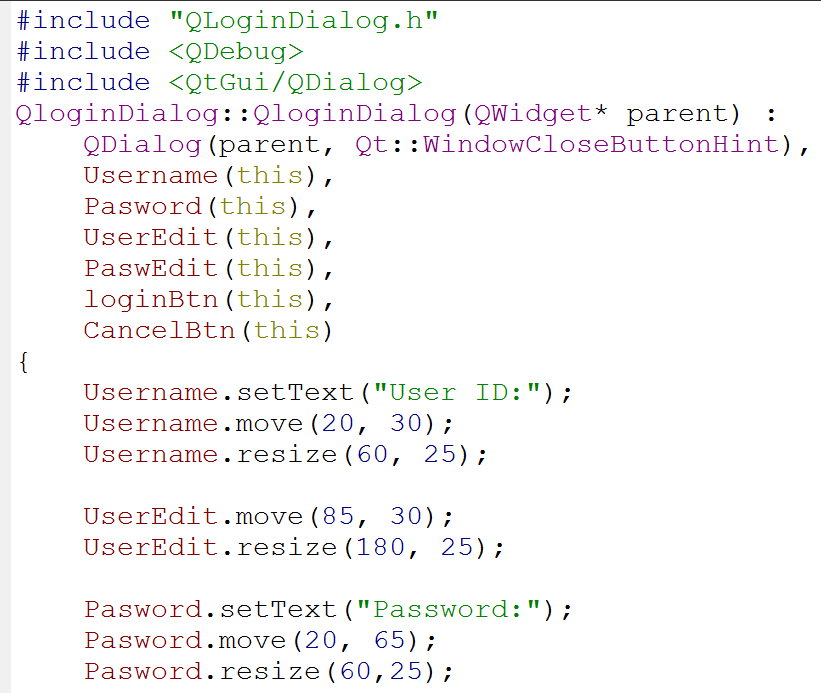 #include "QLoginDialog.h"
#include <QDebug>
#include <QtGui/QDialog>
QloginDialog::QloginDialog(QWidget* parent) :
    QDialog(parent, Qt::WindowCloseButtonHint),
    Username(this),
    Pasword(this),
    UserEdit(this),
    PaswEdit(this),
    loginBtn(this),
    CancelBtn(this)
{
    Username.setText("User ID:");
    Username.move(20, 30);
    Username.resize(60, 25);

    UserEdit.move(85, 30);
    UserEdit.resize(180, 25);

    Pasword.setText("Password:");
    Pasword.move(20, 65);
    Pasword.resize(60,25);